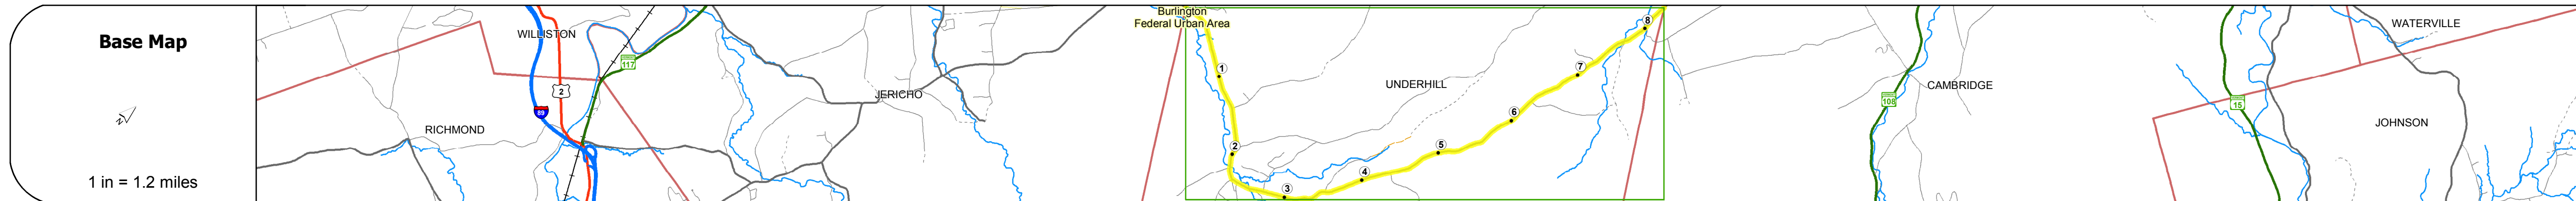 Base Map
N
1 in = 1.2 miles
WILLISTON
117
2
89
RICHMOND
JERICHO
Burlington
Federal Urban Area
1
2
3
4
5
6
7
8
UNDERHILL
108
CAMBRIDGE
15
WATERVILLE
JOHNSON